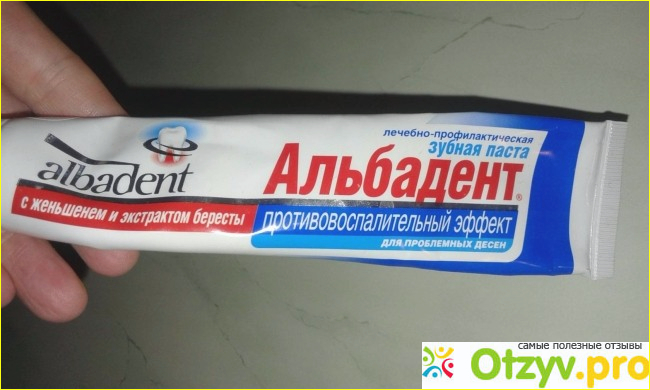 albadent
с женьшенем и экстрактом бересты
лечебно-профилактическая
зубная паста
Альбадент®
противовоспалительный эффект
для проблемных десен
самые полезные отзывы
Otzyv.pro